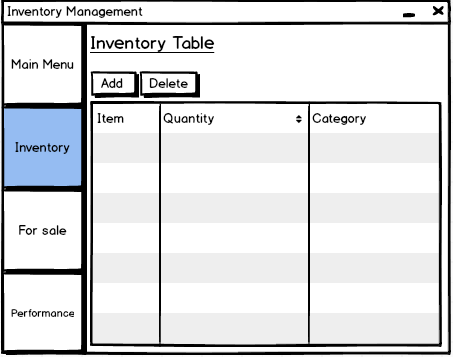 Inventory Management
Main Menu
Inventory
For sale
Performance
Inventory Table
Add Delete
Item Quantity Category